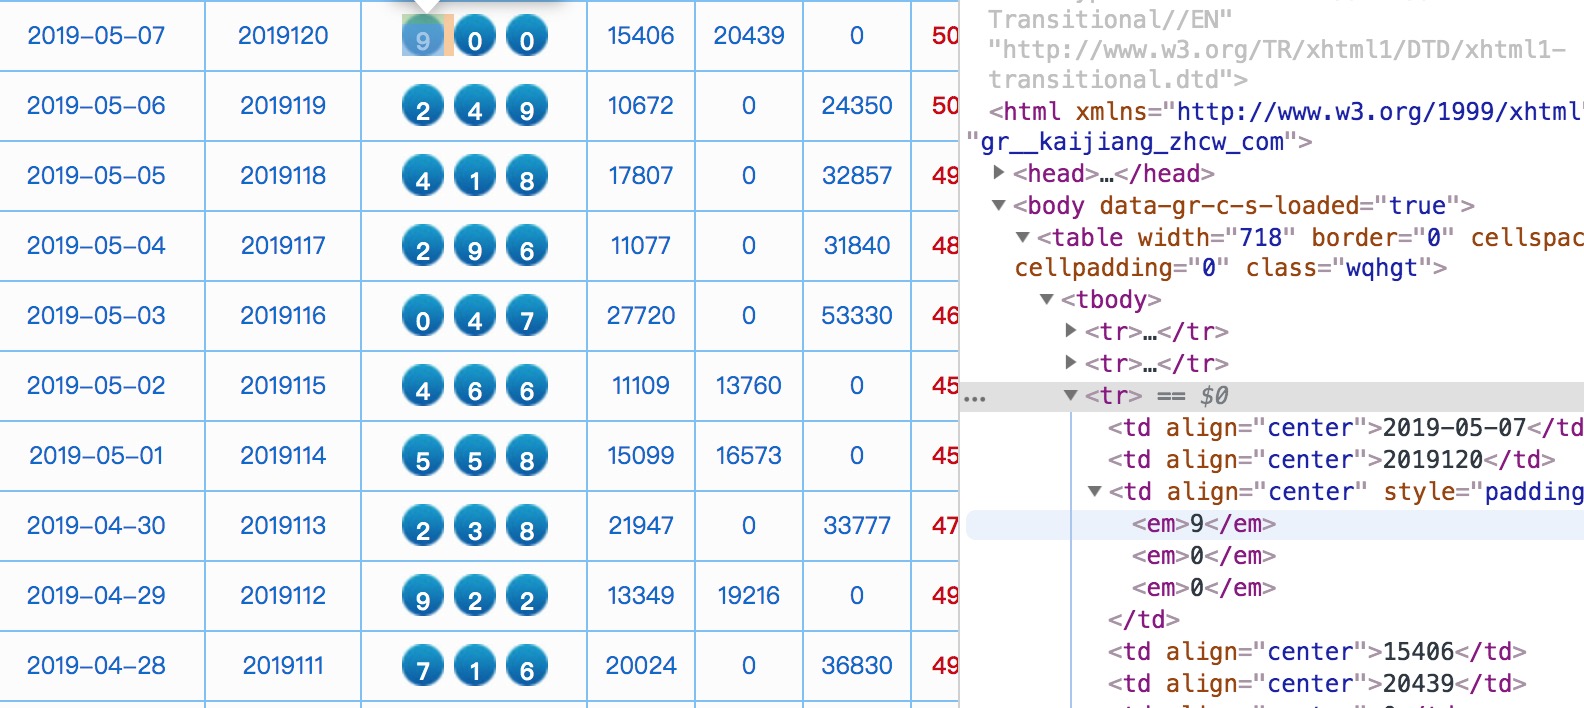 2019-05-07 2019120 9 0 0 15406 20439 0 50
2019-05-06 2019119 2 4 9 10672 0 24350 50
2019-05-05 2019118 4 1 8 17807 0 32857 49
2019-05-04 2019117 2 9 6 11077 0 31840 48
2019-05-03 2019116 0 4 7 27720 0 53330 46
2019-05-02 2019115 4 6 6 11109 13760 0 45
2019-05-01 2019114 5 5 8 15099 16573 0 45
2019-04-30 2019113 2 3 8 21947 0 33777 47
2019-04-29 2019112 9 2 2 13349 19216 0 49
2019-04-28 2019111 7 1 6 20024 0 36830 49
Transitional//EN"
"http://www.w3.org/TR/xhtml1/DTD/xhtml1-
transitional.dtd">
<html xmlns="http://www.w3.org/1999/xhtml"
"gr__kaijiang_zhcw_com">
<head>…</head>
<body data-gr-c-s-loaded="true">
<table width="718" border="0" cellspac
cellpadding="0" class="wqhgt">
<tbody>
<tr>…</tr>
<tr>…</tr>
... <tr> == $0
<td align="center">2019-05-07</td
<td align="center">2019120</td>
<td align="center" style="padding
<em>9</em>
<em>0</em>
<em>0</em>
</td>
<td align="center">15406</td>
<td align="center">20439</td>